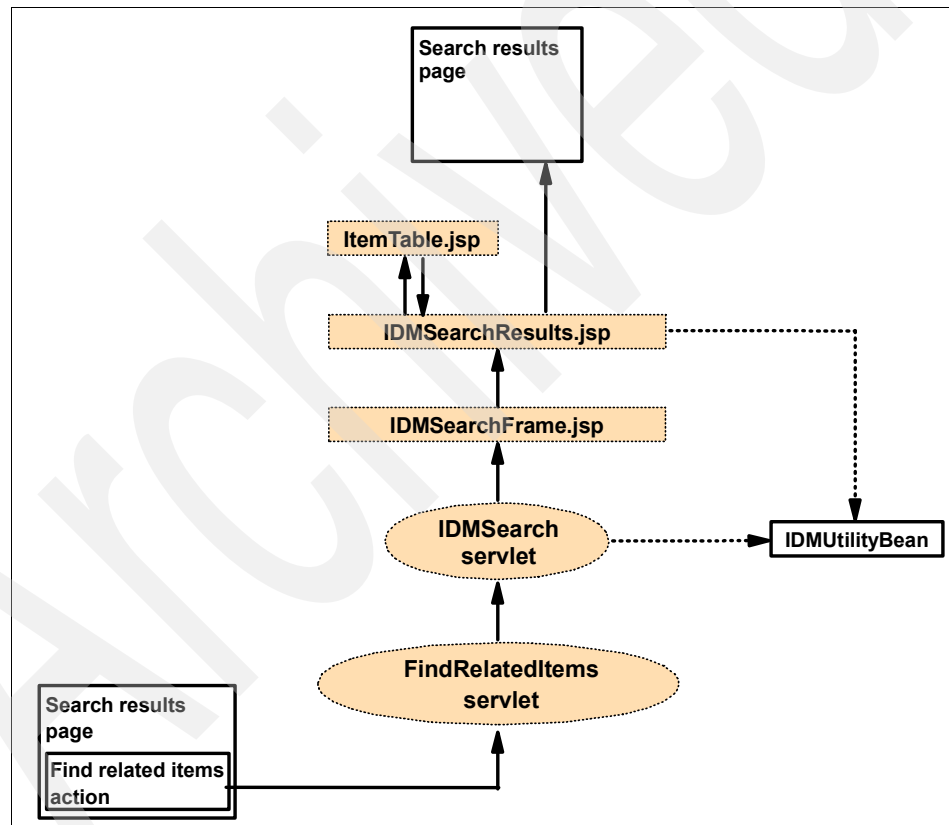 Search results
page
ItemTable.jsp
IDMSearchResults.jsp
IDMSearchFrame.jsp
IDMSearch
servlet
IDMUtilityBean
FindRelatedItems
servlet
Search results
page
Find related items
action
Archived